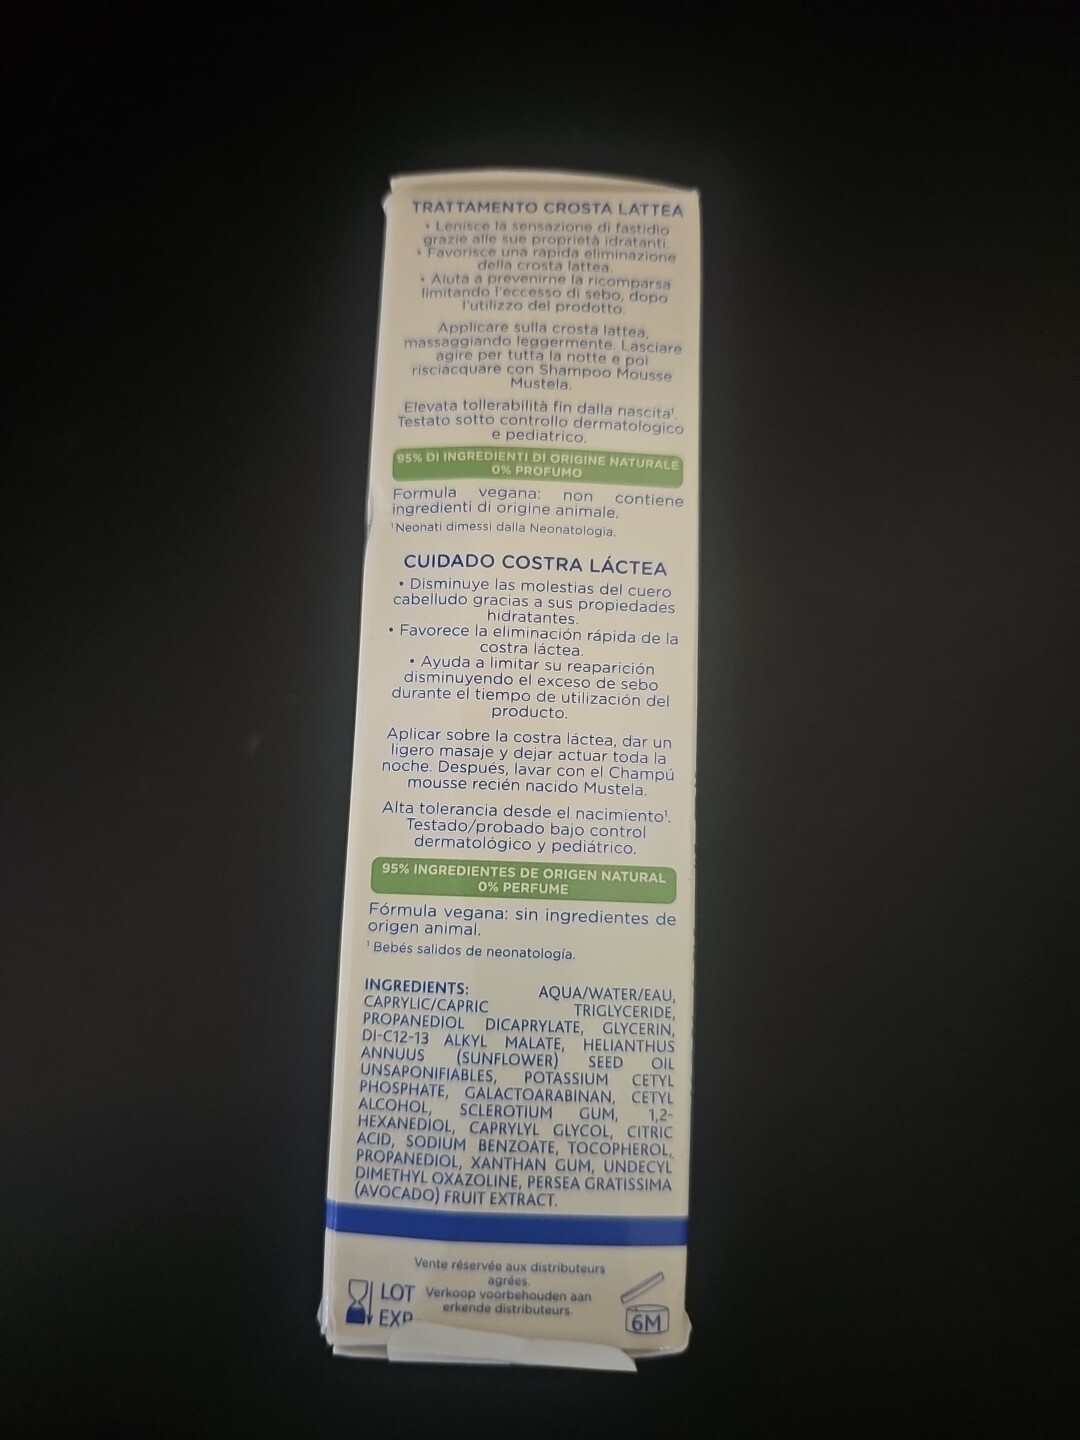 TRATTAMENTO CROSTA LATTEA
• Lenisce la sensazione di fastidio
grazie alle sue proprietà idratanti.
• Favorisce una rapida eliminazione
della crosta lattea.
• Aiuta a prevenirne la ricomparsa
limitando l'eccesso di sebo, dopo
l'utilizzo del prodotto.
Applicare sulla crosta lattea,
massaggiando leggermente. Lasciare
agire per tutta la notte e poi
risciacquare con Shampoo Mousse
Mustela.
Elevata tollerabilità fin dalla nascita¹.
Testato sotto controllo dermatologico
e pediatrico.
95% DI INGREDIENTI DI ORIGINE NATURALE
0% PROFUMO
Formula vegana: non contiene
ingredienti di origine animale.
¹Neonati dimessi dalla Neonatologia.
CUIDADO COSTRA LÁCTEA
• Disminuye las molestias del cuero
cabelludo gracias a sus propiedades
hidratantes.
• Favorece la eliminación rápida de la
costra láctea.
• Ayuda a limitar su reaparición
disminuyendo el exceso de sebo
durante el tiempo de utilización del
producto.
Aplicar sobre la costra láctea, dar un
ligero masaje y dejar actuar toda la
noche. Después, lavar con el Champú
mousse recién nacido Mustela.
Alta tolerancia desde el nacimiento¹.
Testado/probado bajo control
dermatológico y pediátrico.
95% INGREDIENTES DE ORIGEN NATURAL
0% PERFUME
Fórmula vegana: sin ingredientes de
origen animal.
¹ Bebés salidos de neonatología.
INGREDIENTS: AQUA/WATER/EAU,
CAPRYLIC/CAPRIC TRIGLYCERIDE,
PROPANEDIOL DICAPRYLATE, GLYCERIN,
DI-C12-13 ALKYL MALATE, HELIANTHUS
ANNUUS (SUNFLOWER) SEED OIL
UNSAPONIFIABLES, POTASSIUM CETYL
PHOSPHATE, GALACTOARABINAN, CETYL
ALCOHOL, SCLEROTIUM GUM, 1,2-
HEXANEDIOL, CAPRYLYL GLYCOL, CITRIC
ACID, SODIUM BENZOATE, TOCOPHEROL,
PROPANEDIOL, XANTHAN GUM, UNDECYL
DIMETHYL OXAZOLINE, PERSEA GRATISSIMA
(AVOCADO) FRUIT EXTRACT.
Vente réservée aux distributeurs
agréés.
Verkoop voorbehouden aan
erkende distributeurs.
LOT
EXP
6M